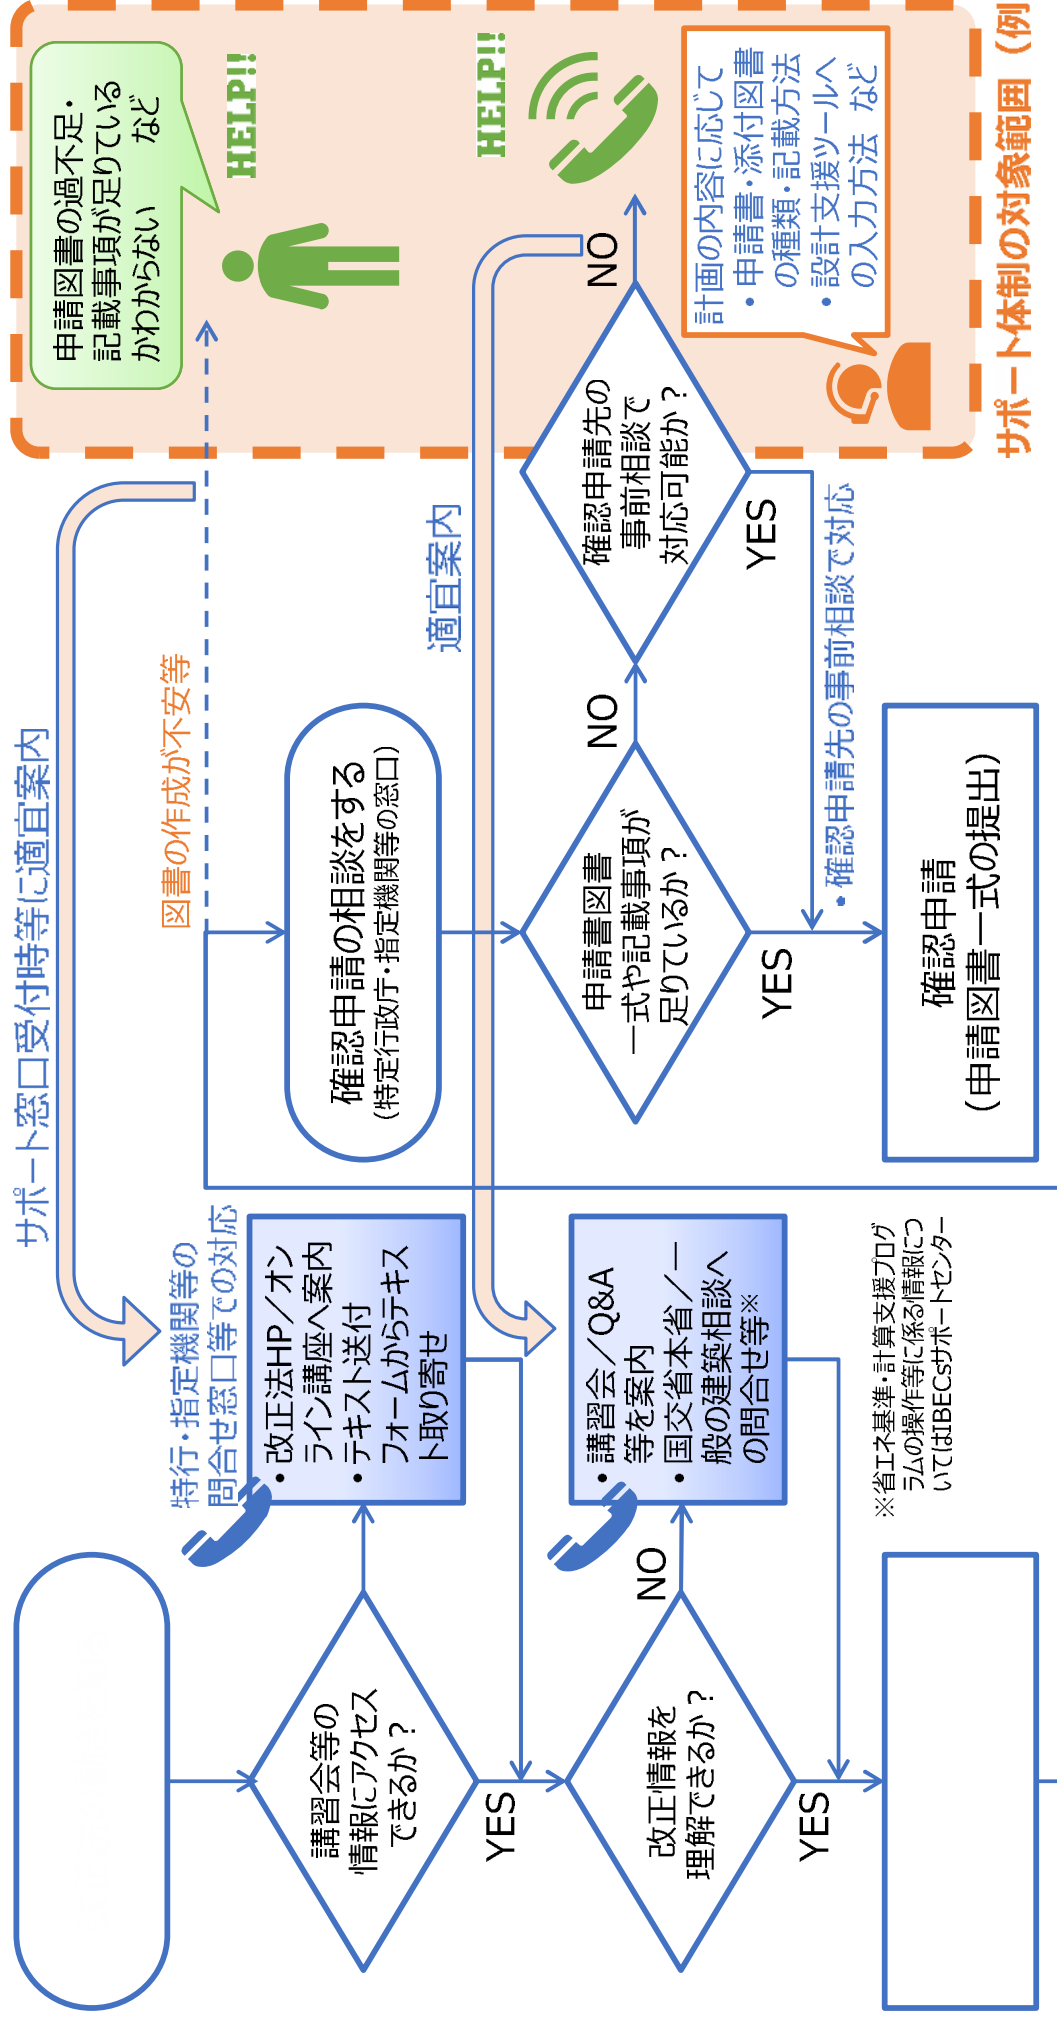 サポート窓口受付時等に適宜案内
特行・指定機関等の
問合せ窓口等での対応
講習会等の
情報にアクセス
できるか？
YES
・改正法HP／オン
ライン講座へ案内
・テキスト送付
フォームからテキス
ト取り寄せ
改正情報を
理解できるか？
NO
YES
・講習会／Q&A
等を案内
・国交省本省／一
般の建築相談へ
の問合せ等※
※省エネ基準・計算支援プログ
ラムの操作等に係る情報につ
いてはIBECsサポートセンター
図書の作成が不安等
確認申請の相談をする
（特定行政庁・指定機関等の窓口）
適宜案内
申請書図書
一式や記載事項が
足りているか？
NO
YES
確認申請先の
事前相談で
対応可能か？
NO
YES
・確認申請先の事前相談で対応
確認申請
（申請図書一式の提出）
申請図書の過不足・
記載事項が足りている
かわからない　など
HELP!!
HELP!!
計画の内容に応じて
・申請書・添付図書
の種類・記載方法
・設計支援ツールへ
の入力方法　など
サポート体制の対象範囲（例